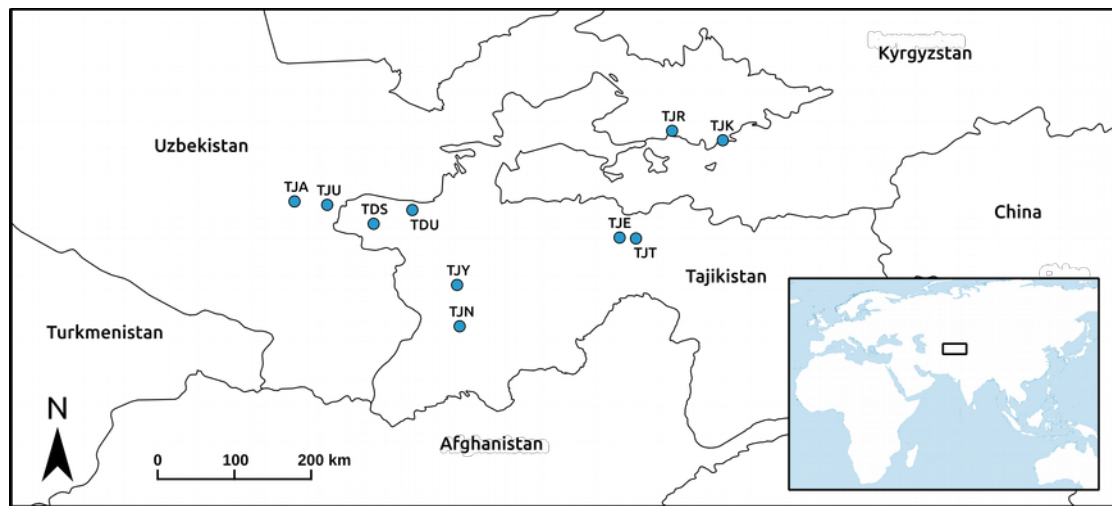 Kyrgyzstan
TJR
TJK
Uzbekistan
TJA
TJU
TDS
TDU
China
TJE
TJT
Tajikistan
TJY
TJN
Turkmenistan
N
Afghanistan
0 100 200 km